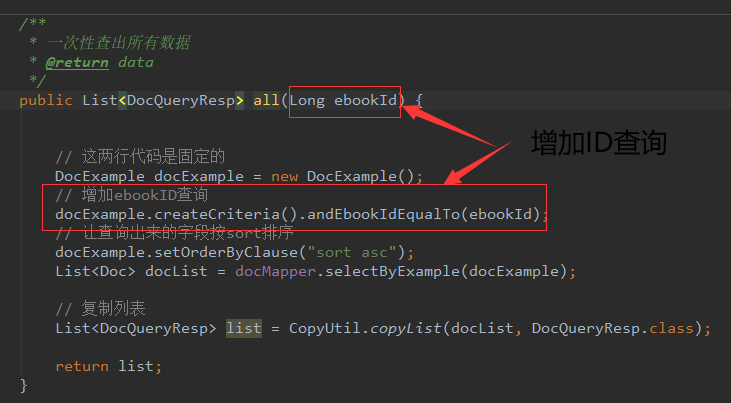 /**
* 一次性查出所有数据
* @return data
*/
public List<DocQueryResp> all(Long ebookId) {
增加ID查询
// 这两行代码是固定的
DocExample docExample = new DocExample();
// 增加ebookID查询
docExample.createCriteria().andEbookIdEqualTo(ebookId);
// 让查询出来的字段按sort排序
docExample.setOrderByClause("sort asc");
List<Doc> docList = docMapper.selectByExample(docExample);
// 复制列表
List<DocQueryResp> list = CopyUtil.copyList(docList, DocQueryResp.class);
return list;
}